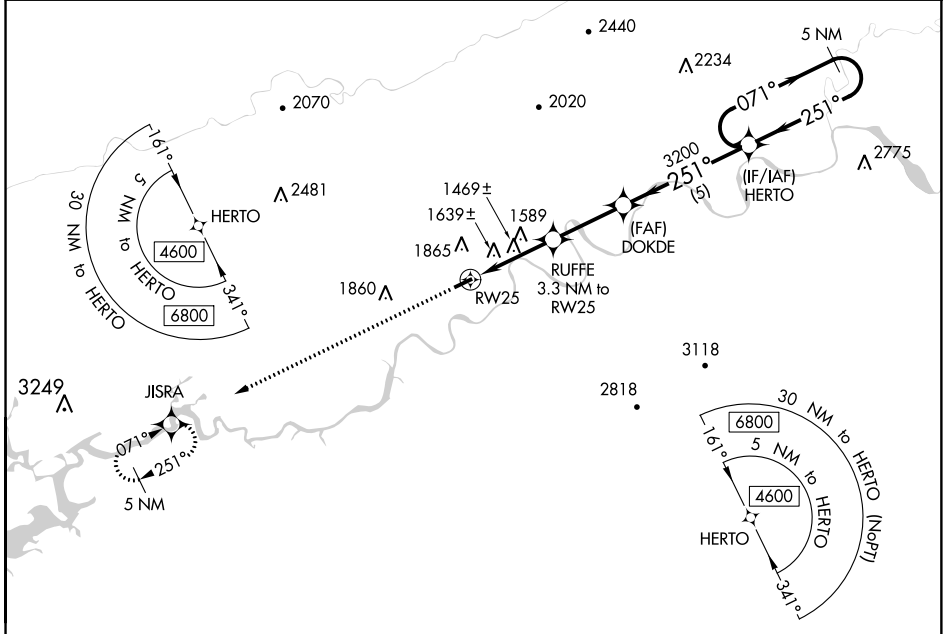 2440
5 NM
2234
071°
251°
2070
2020
3200
251°
(5)
(IF/IAF)
HERTO
2775
161°
5 NM to HERTO
30 NM to HERTO
HERTO
4600
6800
341°
2481
1469±
1639±
1589
1865
(FAF)
DOKDE
RUFFE
3.3 NM to
RW25
1860
RW25
3249
JISRA
071°
251°
5 NM
3118
2818
30 NM to HERTO (NoPT)
6800
161°
5 NM to HERTO
4600
HERTO
341°